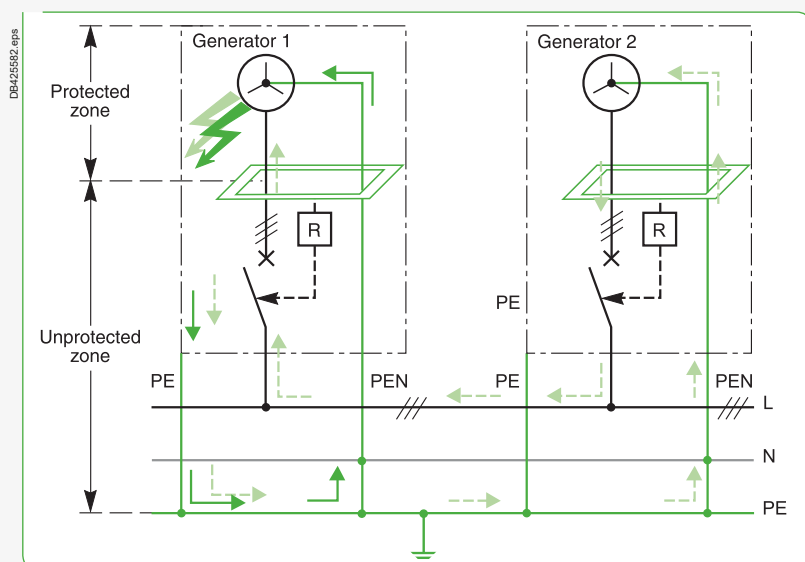 DB425582.eps
Generator 1
Generator 2
Protected
zone
R
R
PE
Unprotected
zone
PE
PEN
PE
PEN
L
N
PE